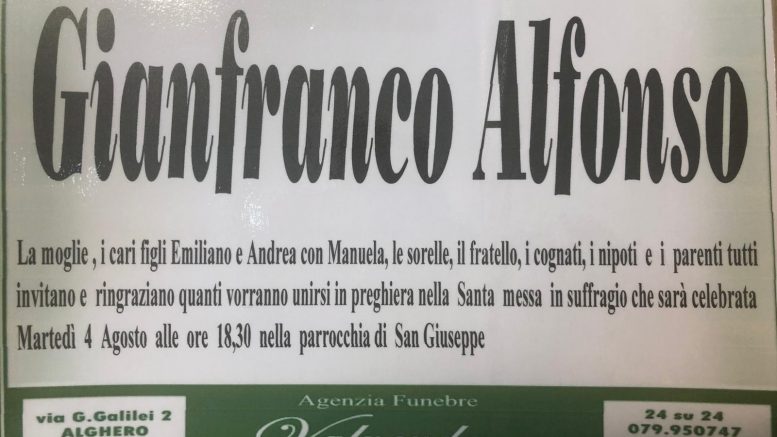 Gianfranco Alfonso
La moglie , i cari figli Emiliano e Andrea con Manuela, le sorelle, il fratello, i cognati, i nipoti e i parenti tutti
invitano e ringraziano quanti vorranno unirsi in preghiera nella Santa messa in suffragio che sarà celebrata
Martedì 4 Agosto alle ore 18,30 nella parrocchia di San Giuseppe
Agenzia Funebre
via G.Galilei 2
ALGHERO
24 su 24
079.950747